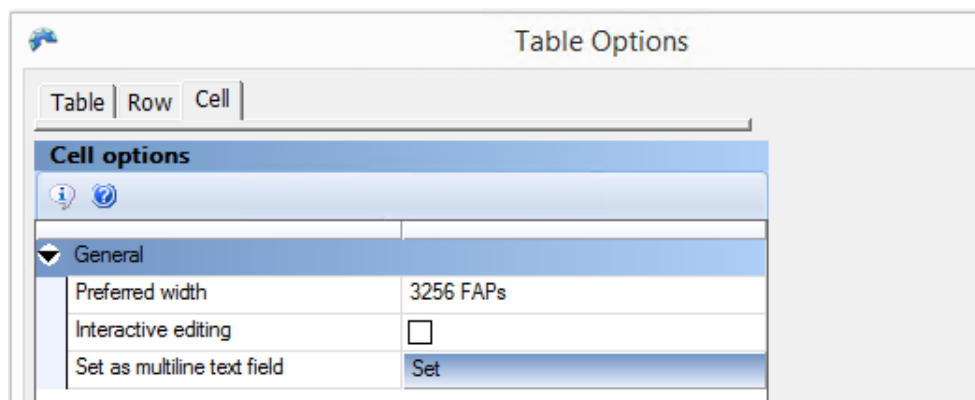 Table Options
Table Row Cell
Cell options
General
Preferred width 3256 FAPs
Interactive editing
Set as multiline text field Set